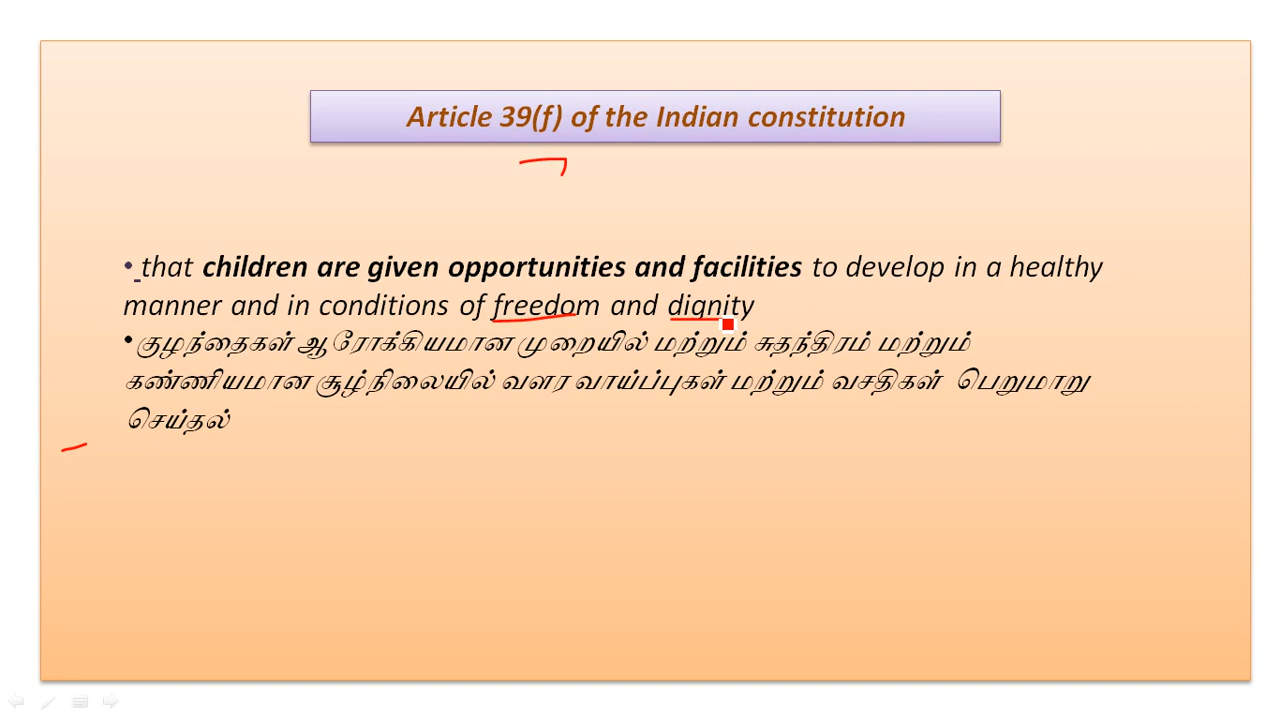 Article 39(f) of the Indian constitution
• that children are given opportunities and facilities to develop in a healthy
manner and in conditions of freedom and dignity
•குழந்தைகள் ஆரோக்கியமான முறையில் மற்றும் சுதந்திரம் மற்றும்
கண்ணியமான சூழ்நிலையில் வளர வாய்ப்புகள் மற்றும் வசதிகள் பெறுமாறு
செய்தல்